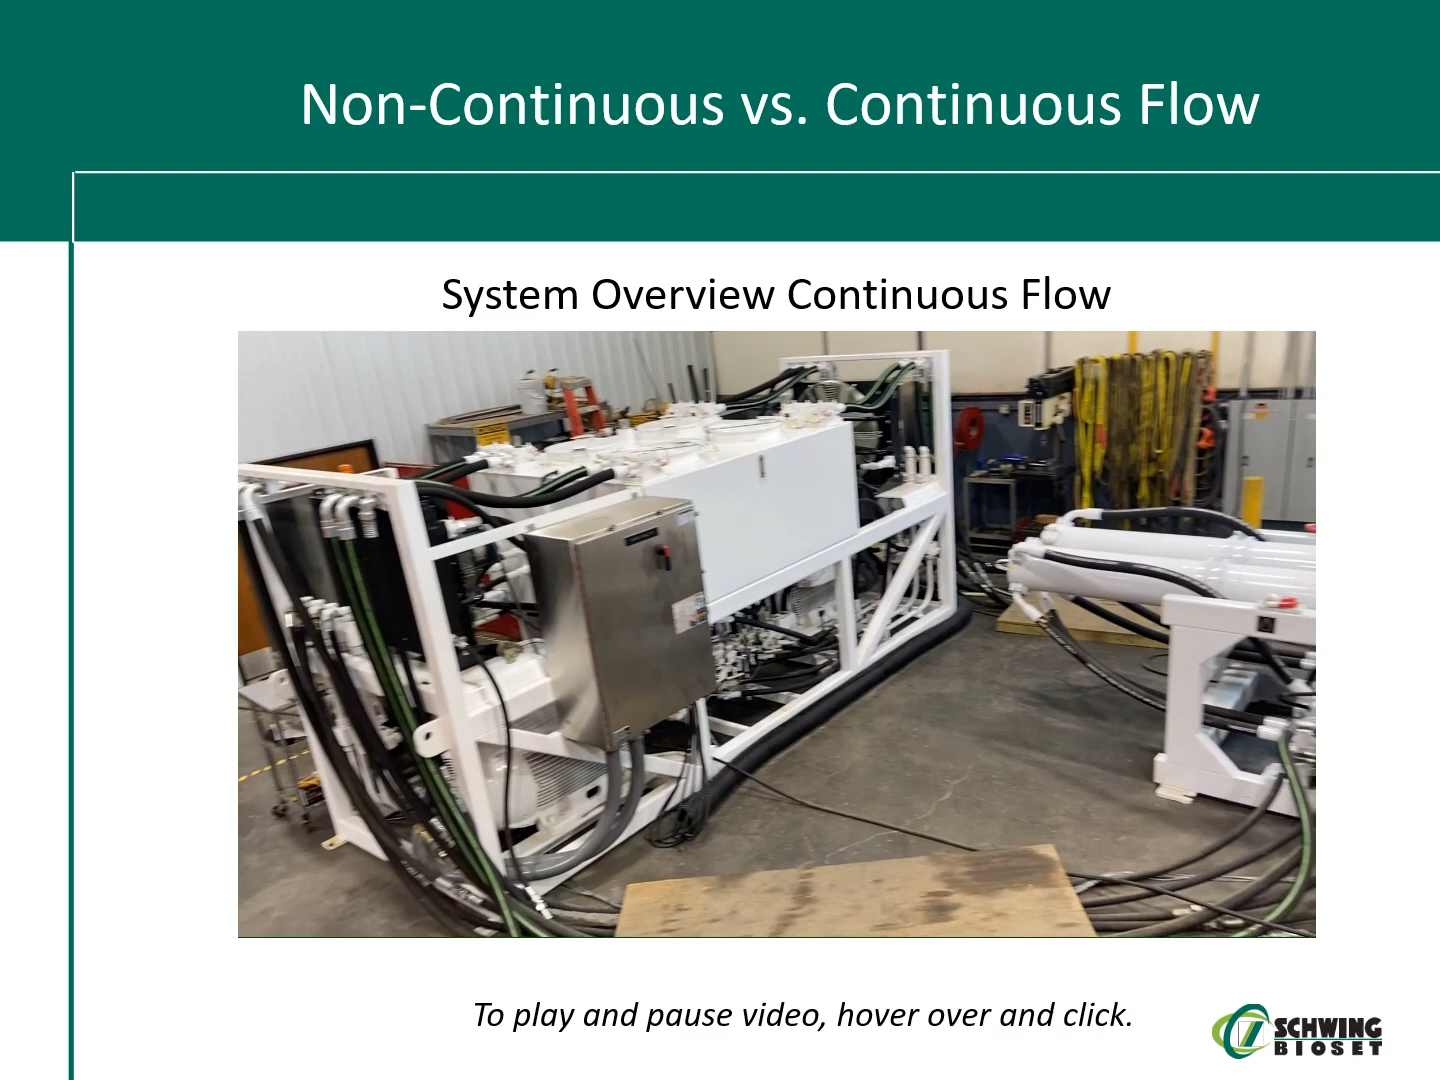 Non-Continuous vs. Continuous Flow
System Overview Continuous Flow
To play and pause video, hover over and click.
SCHWING
BIOSET